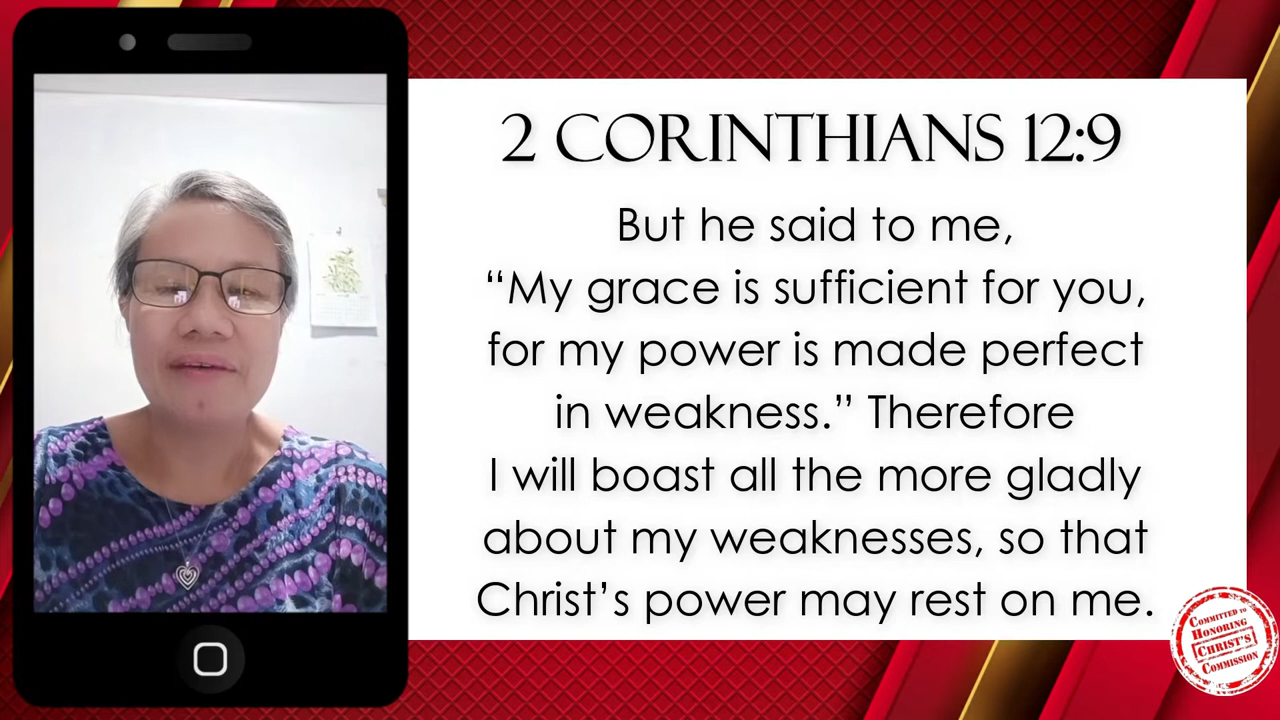 2 CORINTHIANS 12:9
But he said to me,
“My grace is sufficient for you,
for my power is made perfect
in weakness.” Therefore
I will boast all the more gladly
about my weaknesses, so that
Christ’s power may rest on me.
COMMITTED TO
HONORING
CHRIST'S
COMMISSION